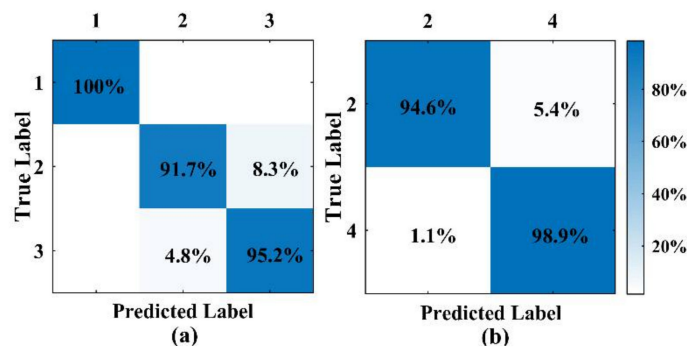 1 2 3
1 100%
2 91.7% 8.3%
3 4.8% 95.2%
True Label
Predicted Label
(a)
2 4
2 94.6% 5.4%
4 1.1% 98.9%
True Label
Predicted Label
(b)
80%
60%
40%
20%